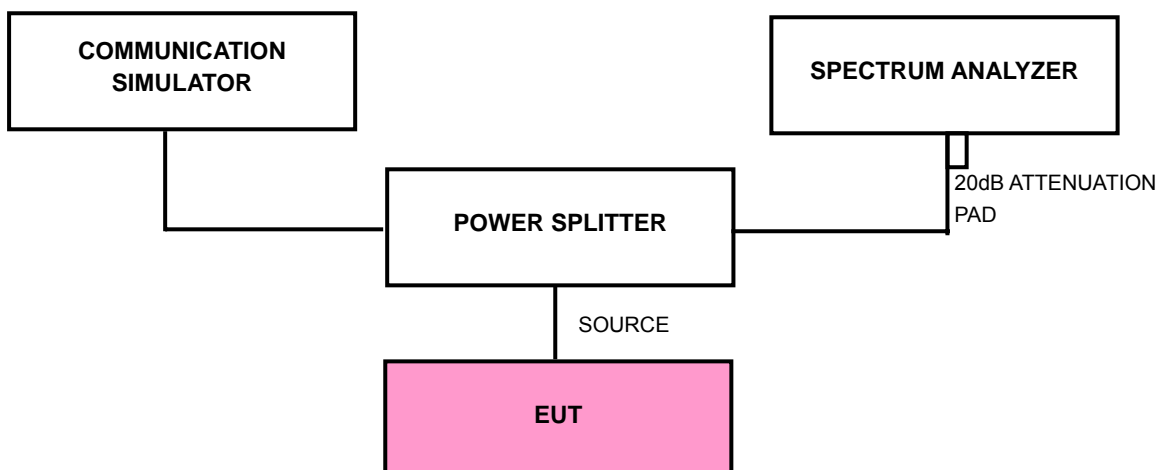 COMMUNICATION
SIMULATOR
SPECTRUM ANALYZER
20dB ATTENUATION
PAD
POWER SPLITTER
SOURCE
EUT